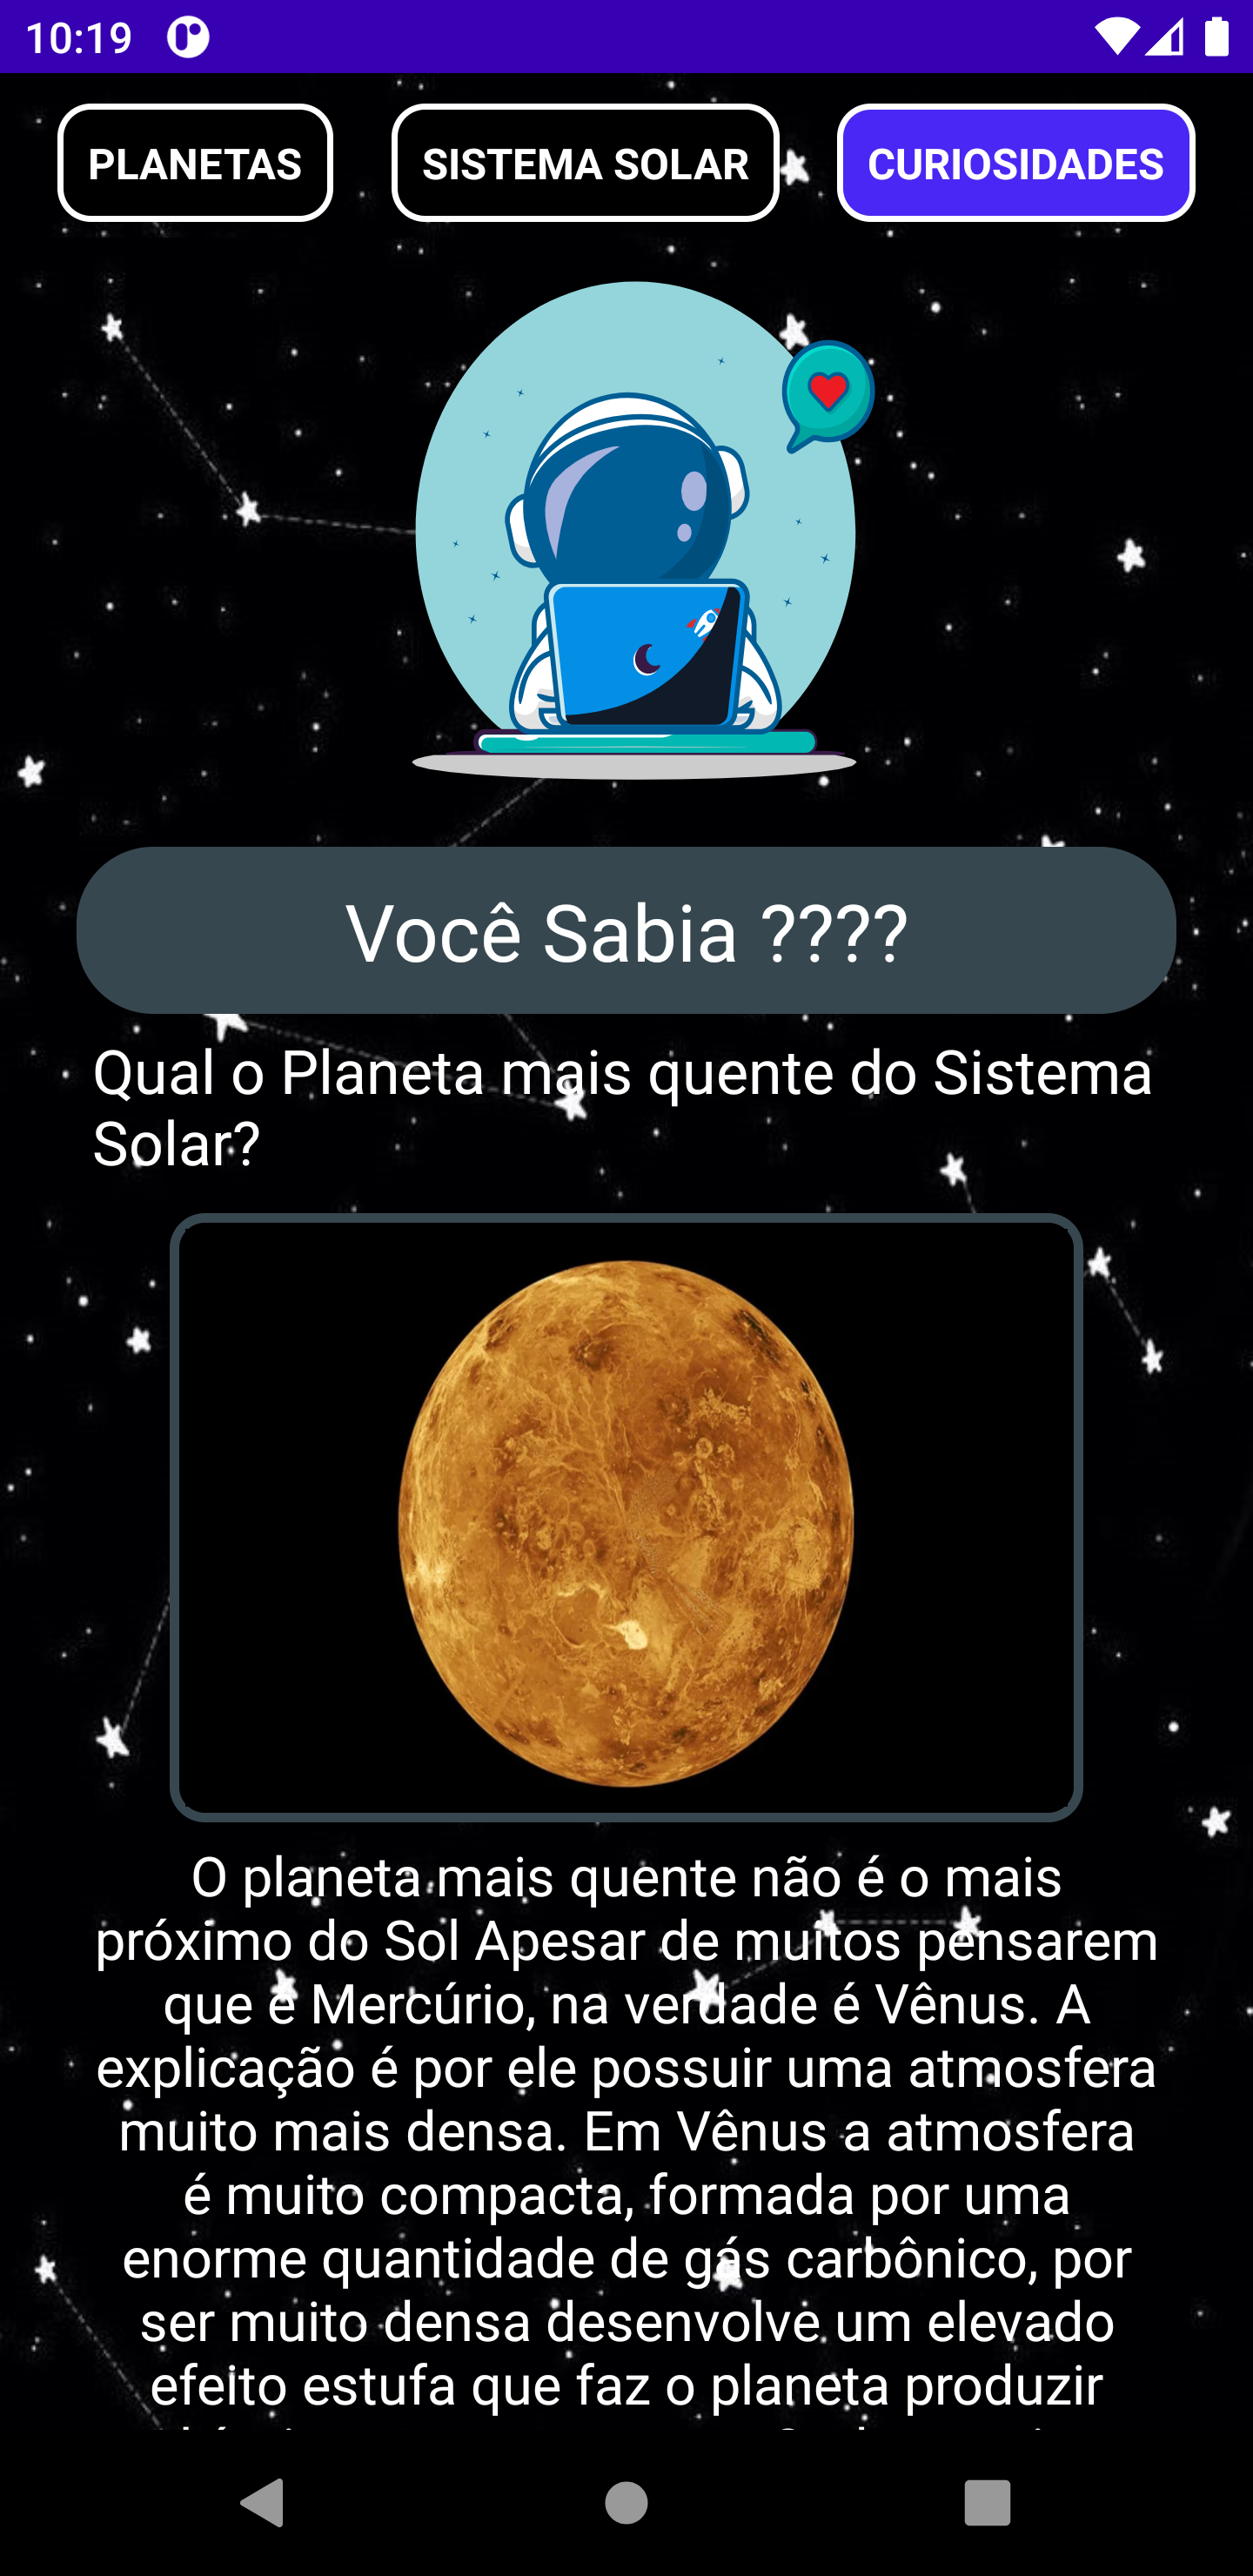 10:19
PLANETAS
SISTEMA SOLAR
CURIOSIDADES
Você Sabia ????
Qual o Planeta mais quente do Sistema
Solar?
O planeta mais quente não é o mais
próximo do Sol Apesar de muitos pensarem
que e Mercúrio, na verdade é Vênus. A
explicação é por ele possuir uma atmosfera
muito mais densa. Em Vênus a atmosfera
é muito compacta, formada por uma
enorme quantidade de gás carbônico, por
ser muito densa desenvolve um elevado
efeito estufa que faz o planeta produzir